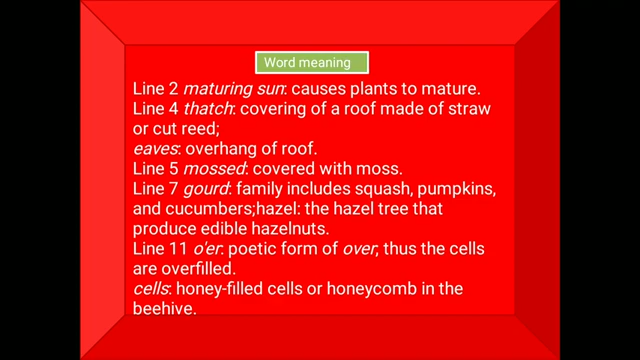 Word meaning
Line 2 maturing sun: causes plants to mature.
Line 4 thatch: covering of a roof made of straw
or cut reed;
eaves: overhang of roof.
Line 5 mossed: covered with moss.
Line 7 gourd: family includes squash, pumpkins,
and cucumbers;hazel: the hazel tree that
produce edible hazelnuts.
Line 11 o'er: poetic form of over; thus the cells
are overfilled.
cells: honey-filled cells or honeycomb in the
beehive.